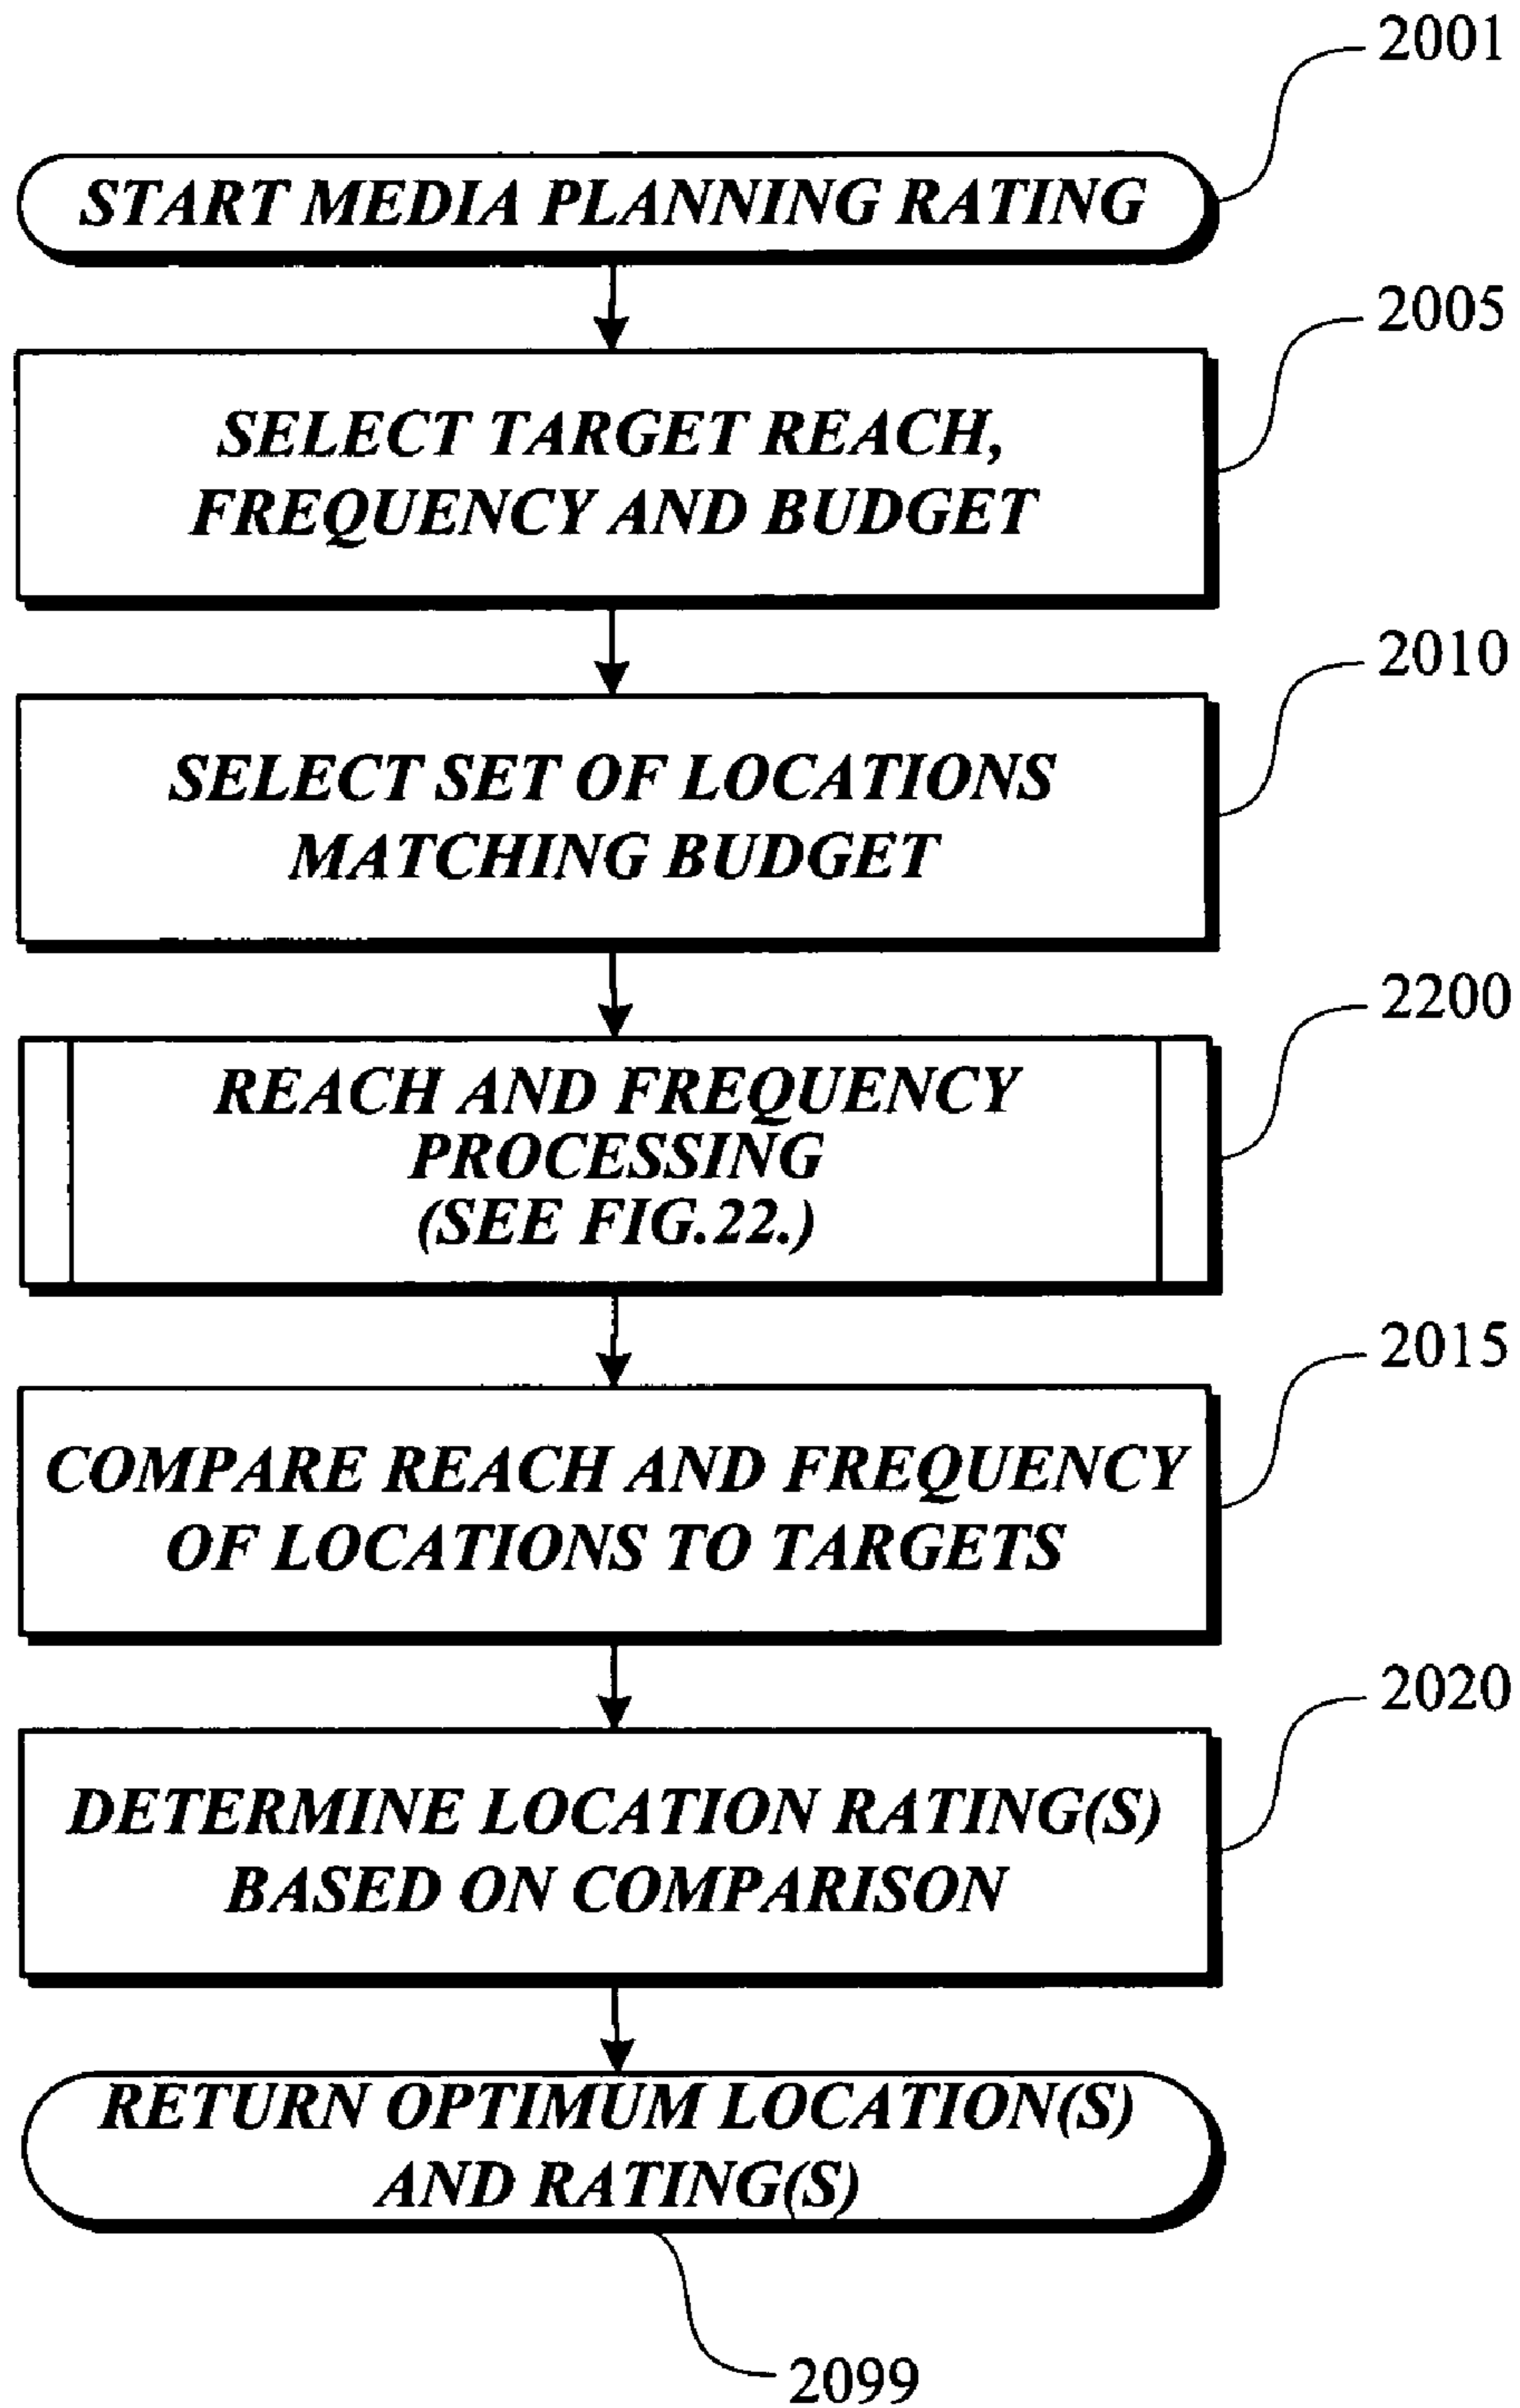 2001
START MEDIA PLANNING RATING
2005
SELECT TARGET REACH,
FREQUENCY AND BUDGET
2010
SELECT SET OF LOCATIONS
MATCHING BUDGET
2200
REACH AND FREQUENCY
PROCESSING
(SEE FIG.22.)
2015
COMPARE REACH AND FREQUENCY
OF LOCATIONS TO TARGETS
2020
DETERMINE LOCATION RATING(S)
BASED ON COMPARISON
RETURN OPTIMUM LOCATION(S)
AND RATING(S)
2099